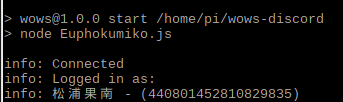 > wows@1.0.0 start /home/pi/wows-discord
> node Euphokumiko.js
info: Connected
info: Logged in as:
info: 松浦果南 - (440801452810829835)